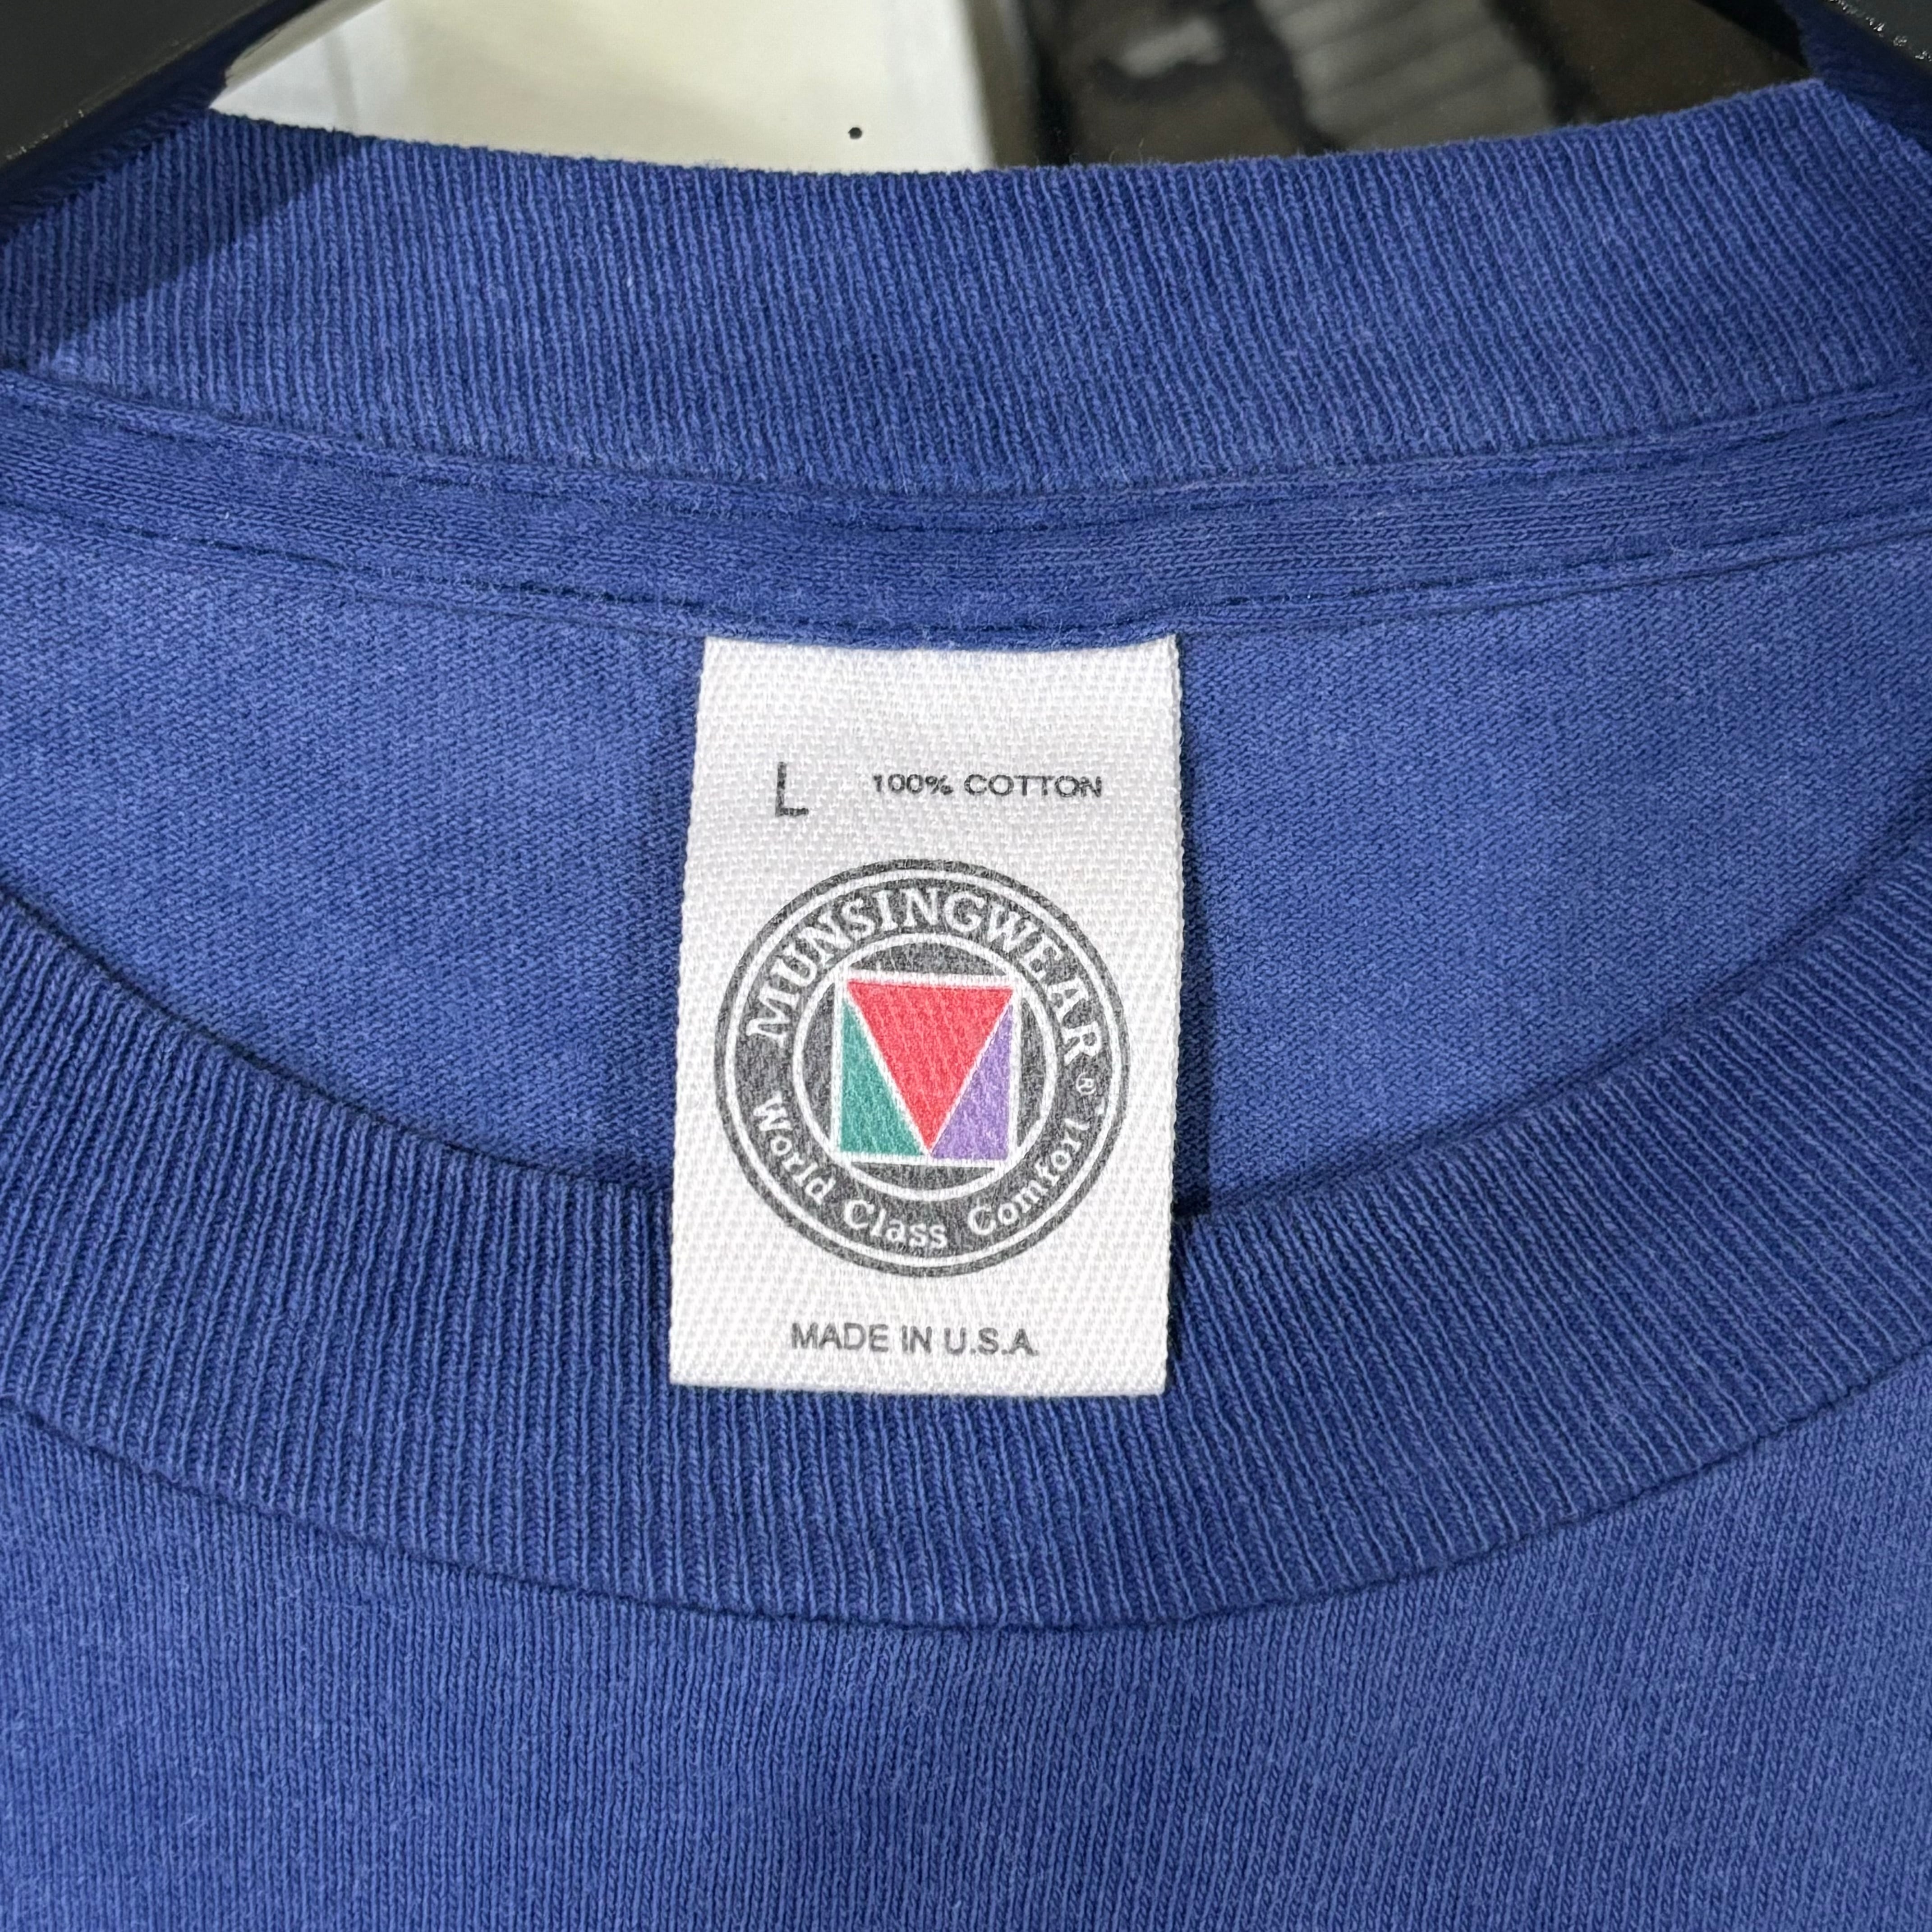 L 100% COTTON
MUNSINGWEAR®
World Class Comfort
MADE IN U.S.A.